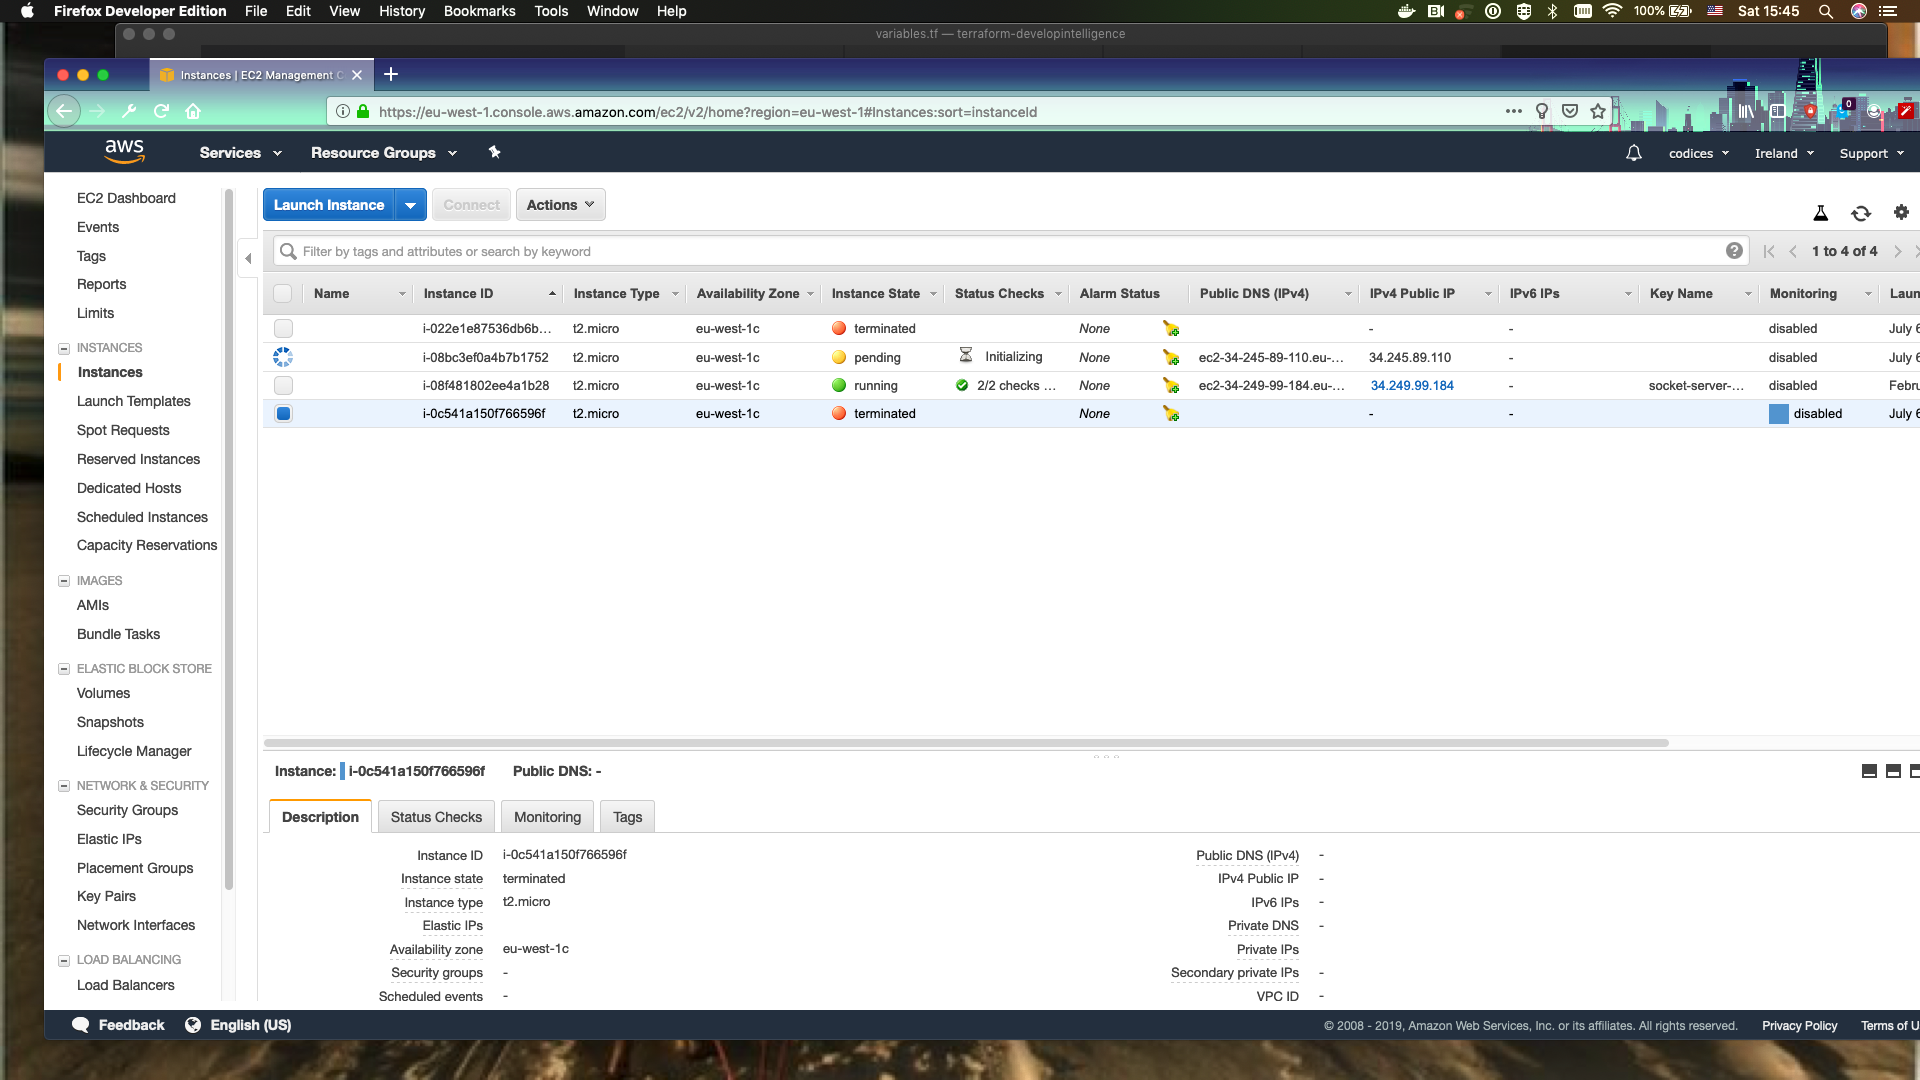 Firefox Developer Edition File Edit View History Bookmarks Tools Window Help 100% Sat 15:45
variables.tf — terraform-developintelligence
Instances | EC2 Management C
https://eu-west-1.console.aws.amazon.com/ec2/v2/home?region=eu-west-1#Instances:sort=instanceId
0
aws Services Resource Groups codices Ireland Support
EC2 Dashboard
Events
Tags
Reports
Limits
INSTANCES
Instances
Launch Templates
Spot Requests
Reserved Instances
Dedicated Hosts
Scheduled Instances
Capacity Reservations
IMAGES
AMIs
Bundle Tasks
ELASTIC BLOCK STORE
Volumes
Snapshots
Lifecycle Manager
NETWORK & SECURITY
Security Groups
Elastic IPs
Placement Groups
Key Pairs
Network Interfaces
LOAD BALANCING
Load Balancers
Launch Instance Connect Actions
Filter by tags and attributes or search by keyword 1 to 4 of 4
Name Instance ID Instance Type Availability Zone Instance State Status Checks Alarm Status Public DNS (IPv4) IPv4 Public IP IPv6 IPs Key Name Monitoring Laun
i-022e1e87536db6b... t2.micro eu-west-1c terminated None - - disabled July 6
i-08bc3ef0a4b7b1752 t2.micro eu-west-1c pending Initializing None ec2-34-245-89-110.eu-... 34.245.89.110 - disabled July 6
i-08f481802ee4a1b28 t2.micro eu-west-1c running 2/2 checks ... None ec2-34-249-99-184.eu-... 34.249.99.184 - socket-server-... disabled Febru
i-0c541a150f766596f t2.micro eu-west-1c terminated None - - disabled July 6
Instance: i-0c541a150f766596f Public DNS: -
Description Status Checks Monitoring Tags
Instance ID i-0c541a150f766596f Public DNS (IPv4) -
Instance state terminated IPv4 Public IP -
Instance type t2.micro IPv6 IPs -
Elastic IPs Private DNS -
Availability zone eu-west-1c Private IPs
Security groups - Secondary private IPs -
Scheduled events - VPC ID -
Feedback English (US) © 2008 - 2019, Amazon Web Services, Inc. or its affiliates. All rights reserved. Privacy Policy Terms of U